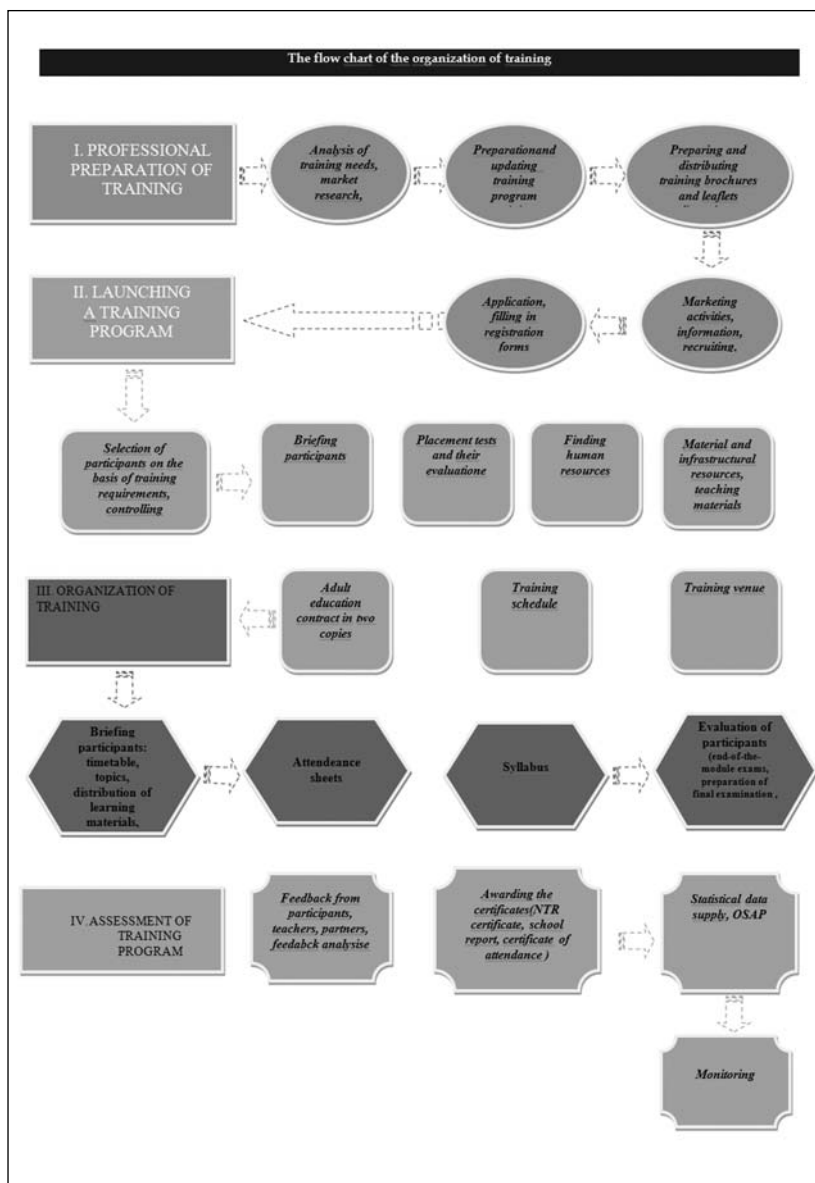 The flow chart of the organization of training
I. PROFESSIONAL
PREPARATION OF
TRAINING
Analysis of
training needs,
market
research,
Preparationand
updating
training
program
Preparing and
distributing
training brochures
and leaflets
II. LAUNCHING
A TRAINING
PROGRAM
Application,
filling in
registration
forms
Marketing
activities,
information,
recruiting,
Selection of
participants on the
basis of training
requirements,
controlling
Briefing
participants
Placement tests
and their
evaluatione
Finding
human
resources
Material and
infrastructural
resources,
teaching
materials
III. ORGANIZATION OF
TRAINING
Adult
education
contract in two
copies
Training
schedule
Training venue
Briefing
participants:
timetable,
topics,
distribution of
learning
materials,
Attendeance
sheets
Syllabus
Evaluation of
participants
(end-of-the-
module exams,
preparation of
final examination ,
IV. ASSESSMENT OF
TRAINING
PROGRAM
Feedback from
participants,
teachers, partners,
feedabck analyise
Awarding the
certificates(NTR
certificate, school
report, certificate of
attendance )
Statistical data
supply, OSAP
Monitoring